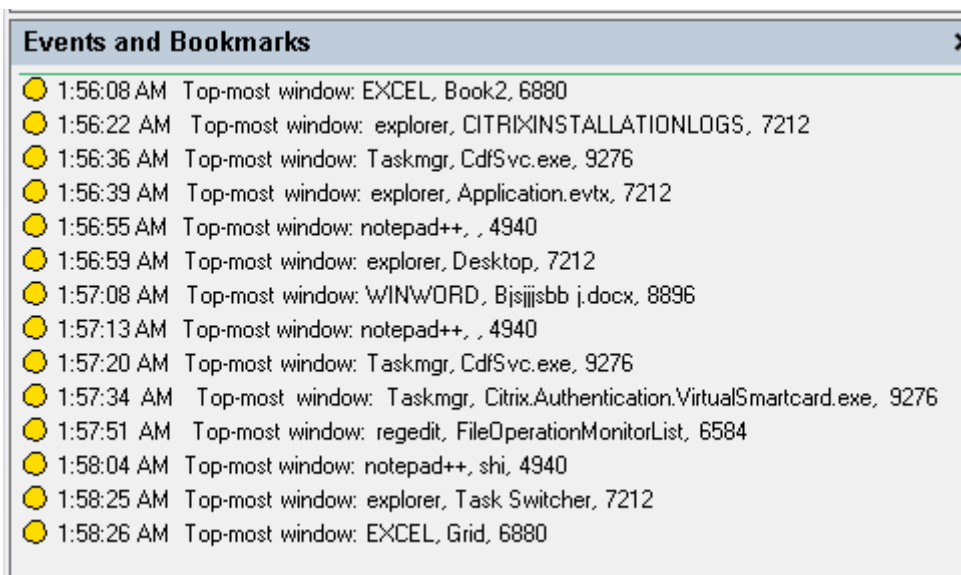 Events and Bookmarks
1:56:08 AM Top-most window: EXCEL, Book2, 6880
1:56:22 AM Top-most window: explorer, CITRIXINSTALLATIONLOGS, 7212
1:56:36 AM Top-most window: Taskmgr, CdfSvc.exe, 9276
1:56:39 AM Top-most window: explorer, Application.evtx, 7212
1:56:55 AM Top-most window: notepad++, , 4940
1:56:59 AM Top-most window: explorer, Desktop, 7212
1:57:08 AM Top-most window: WINWORD, Bjsjjjsbb j.docx, 8896
1:57:13 AM Top-most window: notepad++, , 4940
1:57:20 AM Top-most window: Taskmgr, CdfSvc.exe, 9276
1:57:34 AM Top-most window: Taskmgr, Citrix.Authentication.VirtualSmartcard.exe, 9276
1:57:51 AM Top-most window: regedit, FileOperationMonitorList, 6584
1:58:04 AM Top-most window: notepad++, shi, 4940
1:58:25 AM Top-most window: explorer, Task Switcher, 7212
1:58:26 AM Top-most window: EXCEL, Grid, 6880